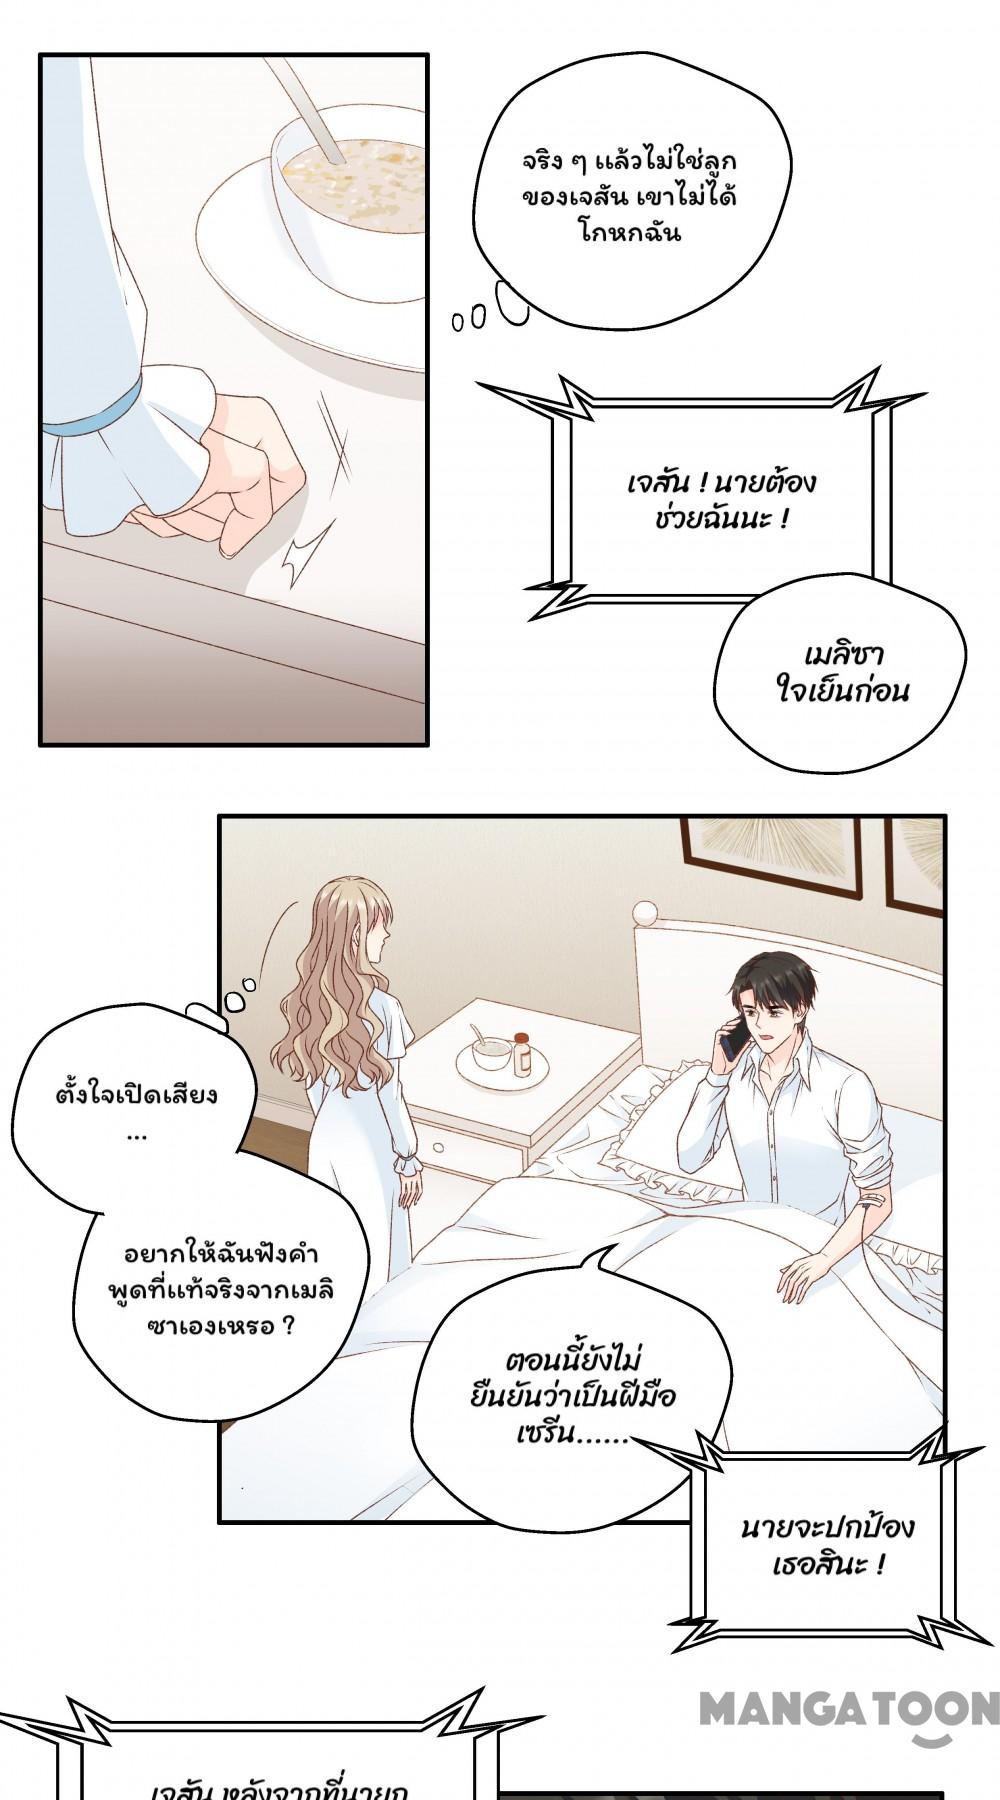 จริง ๆ แล้วไม่ใช่ลูก
ของเจสัน เขาไม่ได้
โกหกฉัน
เจสัน ! นายต้อง
ช่วยฉันนะ !
เมลิซา
ใจเย็นก่อน
ตั้งใจเปิดเสียง
...
อยากให้ฉันฟังคำ
พูดที่แท้จริงจากเมลิ
ซาเองเหรอ ?
ตอนนี้ยังไม่
ยืนยันว่าเป็นฝีมือ
เซรีน......
นายจะปกป้อง
เธอสินะ !
MANGATOON
เจสัน หลังจากที่นายถู